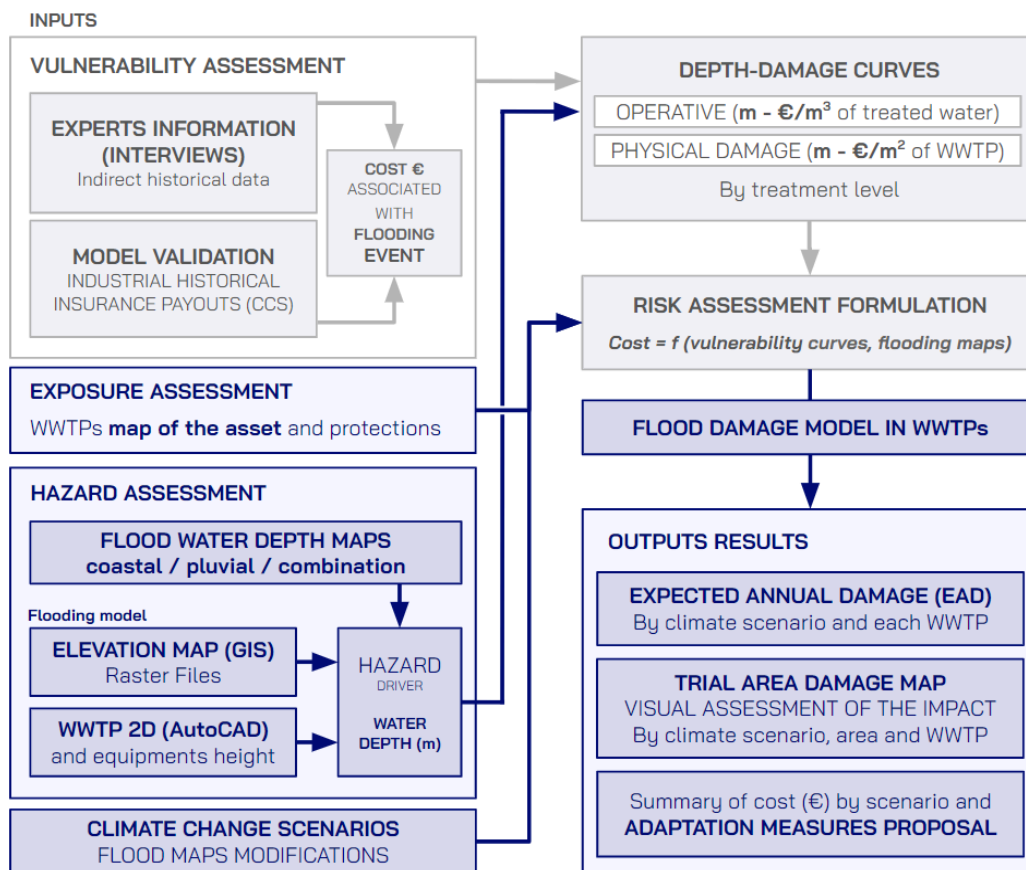 INPUTS
VULNERABILITY ASSESSMENT
EXPERTS INFORMATION
(INTERVIEWS)
Indirect historical data
MODEL VALIDATION
INDUSTRIAL HISTORICAL
INSURANCE PAYOUTS (CCS)
COST €
ASSOCIATED
WITH
FLOODING
EVENT
EXPOSURE ASSESSMENT
WWTPs map of the asset and protections
HAZARD ASSESSMENT
FLOOD WATER DEPTH MAPS
coastal / pluvial / combination
Flooding model
ELEVATION MAP (GIS)
Raster Files
WWTP 2D (AutoCAD)
and equipments height
HAZARD
DRIVER
WATER
DEPTH (m)
CLIMATE CHANGE SCENARIOS
FLOOD MAPS MODIFICATIONS
DEPTH-DAMAGE CURVES
OPERATIVE (m - €/m³ of treated water)
PHYSICAL DAMAGE (m - €/m² of WWTP)
By treatment level
RISK ASSESSMENT FORMULATION
Cost = f (vulnerability curves, flooding maps)
FLOOD DAMAGE MODEL IN WWTPs
OUTPUTS RESULTS
EXPECTED ANNUAL DAMAGE (EAD)
By climate scenario and each WWTP
TRIAL AREA DAMAGE MAP
VISUAL ASSESSMENT OF THE IMPACT
By climate scenario, area and WWTP
Summary of cost (€) by scenario and
ADAPTATION MEASURES PROPOSAL